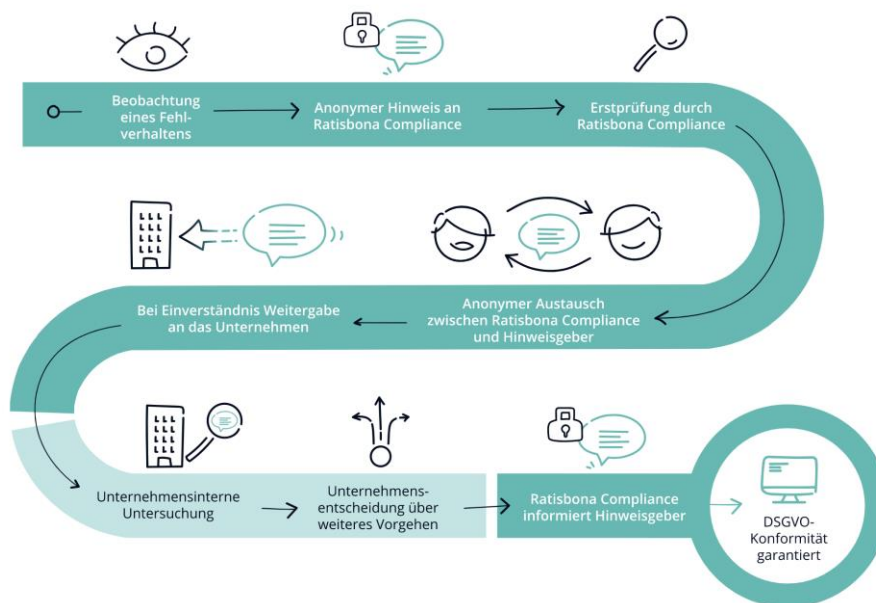 Beobachtung
eines Fehl-
verhaltens
Anonymer Hinweis an
Ratisbona Compliance
Erstprüfung durch
Ratisbona Compliance
Anonymer Austausch
zwischen Ratisbona Compliance
und Hinweisgeber
Bei Einverständnis Weitergabe
an das Unternehmen
Unternehmensinterne
Untersuchung
Unternehmens-
entscheidung über
weiteres Vorgehen
Ratisbona Compliance
informiert Hinweisgeber
DSGVO-
Konformität
garantiert